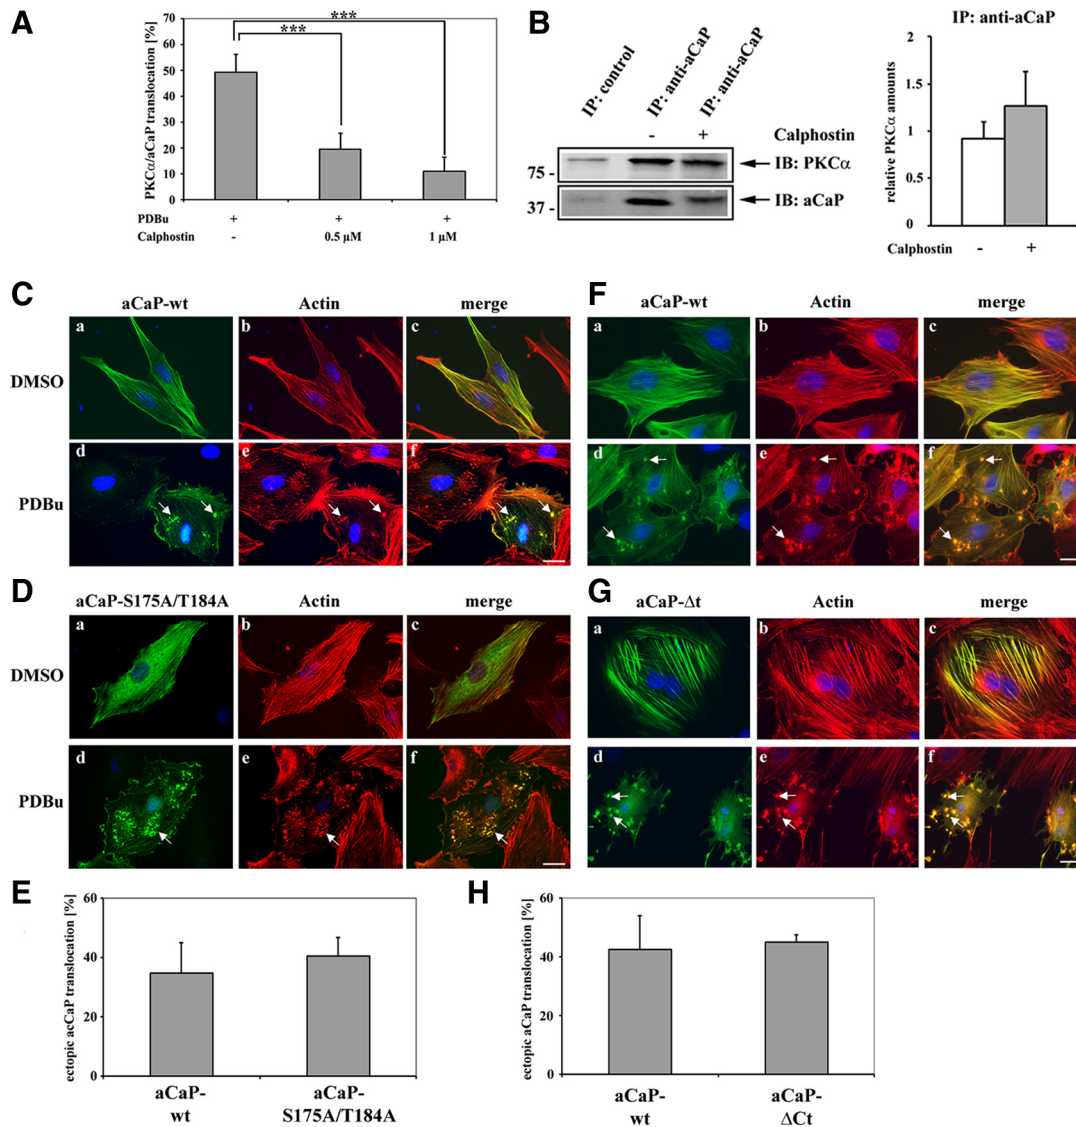 A
PKCα/aCaP translocation [%]
70
60
50
40
30
20
10
0
***
***
PDBu + + +
Calphostin - 0.5 µM 1 µM
B
IP: control
IP: anti-aCaP
IP: anti-aCaP
- + Calphostin
75 -
IB: PKCα
37 -
IB: aCaP
IP: anti-aCaP
relative PKCα amounts
2
1.5
1
0.5
0
Calphostin - +
C
aCaP-wt Actin merge
DMSO
a b c
PDBu
d e f
F
aCaP-wt Actin merge
a b c
d e f
D
aCaP-S175A/T184A Actin merge
DMSO
a b c
PDBu
d e f
G
aCaP-Δt Actin merge
a b c
d e f
E
ectopic acCaP translocation [%]
60
40
20
0
aCaP-
wt
aCaP-
S175A/T184A
H
ectopic aCaP translocation [%]
60
40
20
0
aCaP-
wt
aCaP-
ΔCt